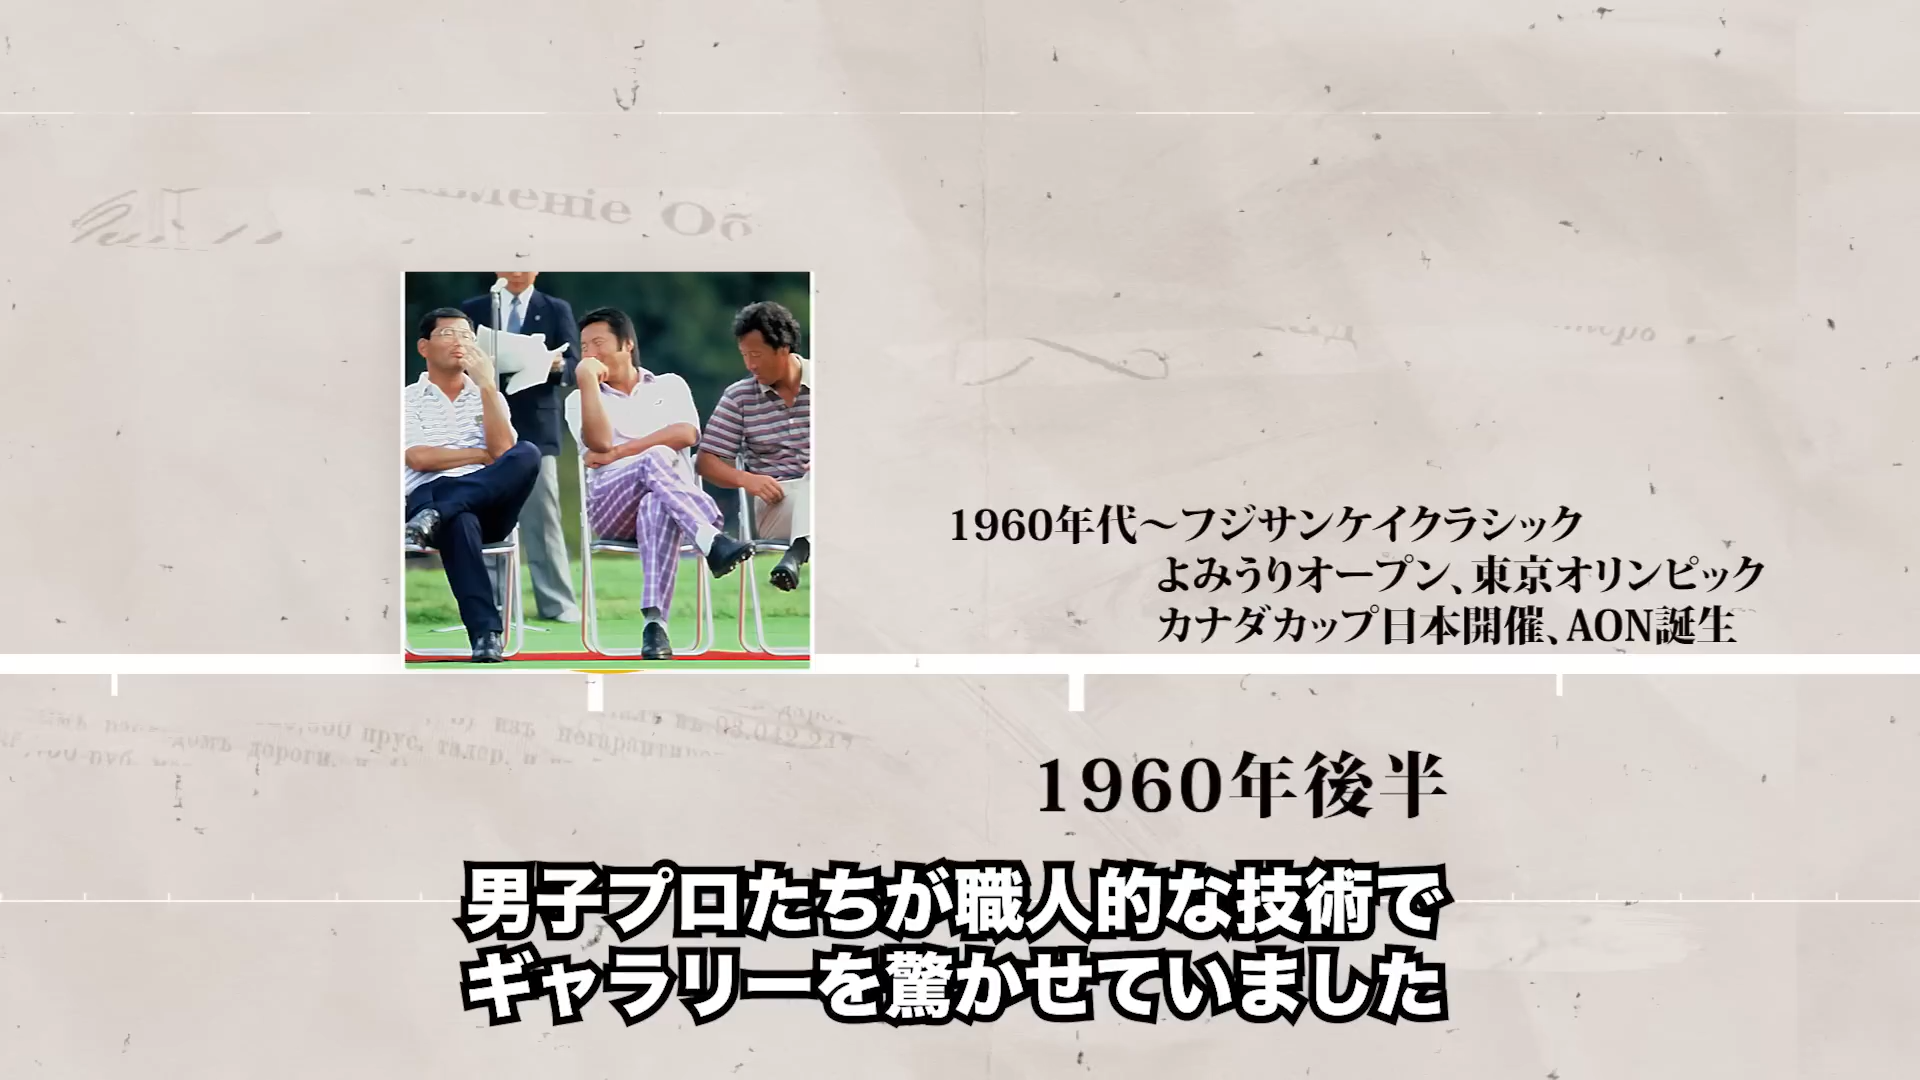 1960年代～フジサンケイクラシック
よみうりオープン、東京オリンピック
カナダカップ日本開催、AON誕生
1960年後半
男子プロたちが職人的な技術で
ギャラリーを驚かせていました